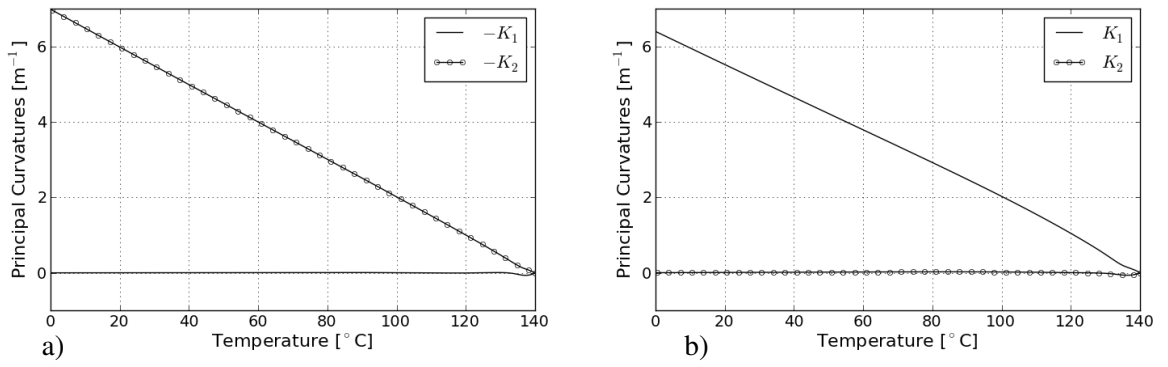 Principal Curvatures [m⁻¹]
6
4
2
0
−K₁
−K₂
0 20 40 60 80 100 120 140
Temperature [°C]
a)
Principal Curvatures [m⁻¹]
6
4
2
0
K₁
K₂
0 20 40 60 80 100 120 140
Temperature [°C]
b)